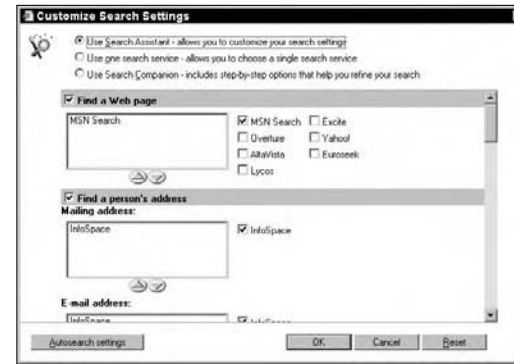 Customize Search Settings
Use Search Assistant - allows you to customize your search settings
Use one search service - allows you to choose a single search service
Use Search Companion - includes step-by-step options that help you refine your search
Find a Web page
MSN Search
MSN Search Excite
Overture Yahoo!
AltaVista Euroseek
Lycos
Find a person's address
Mailing address:
InfoSpace InfoSpace
E-mail address:
InfoSpace InfoSpace
Autosearch settings OK Cancel Reset